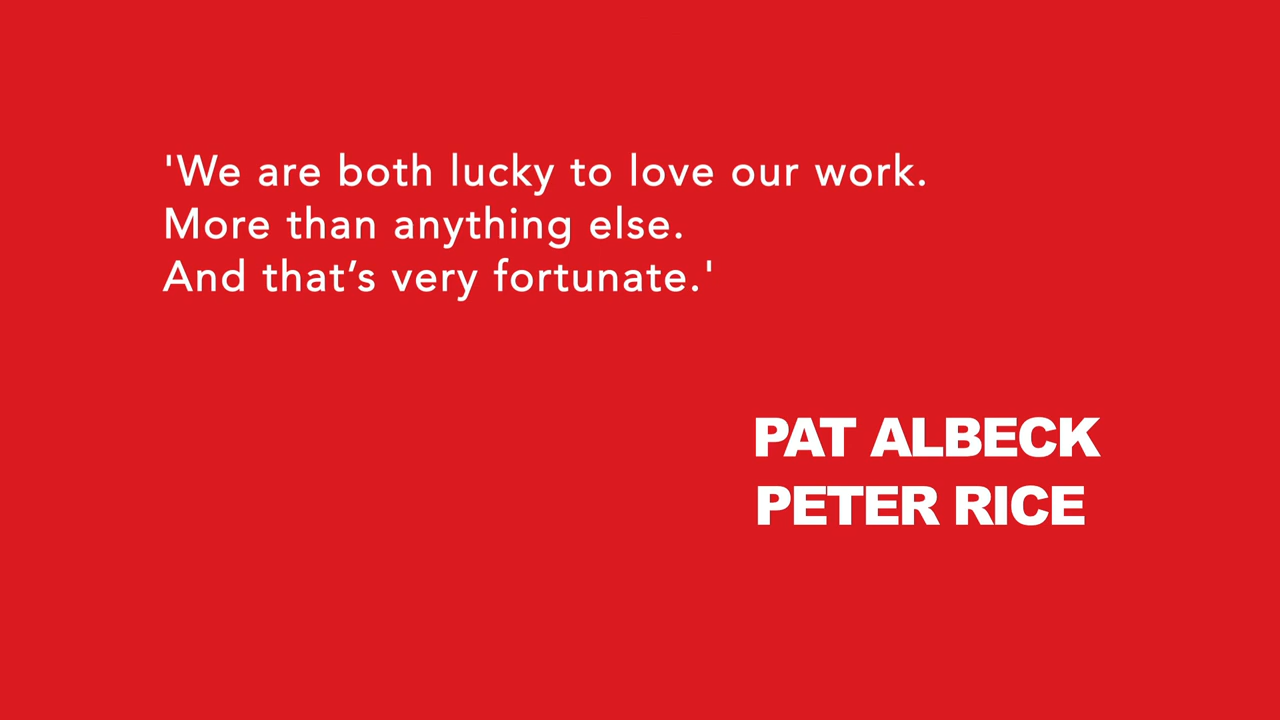 'We are both lucky to love our work.
More than anything else.
And that’s very fortunate.'
PAT ALBECK
PETER RICE